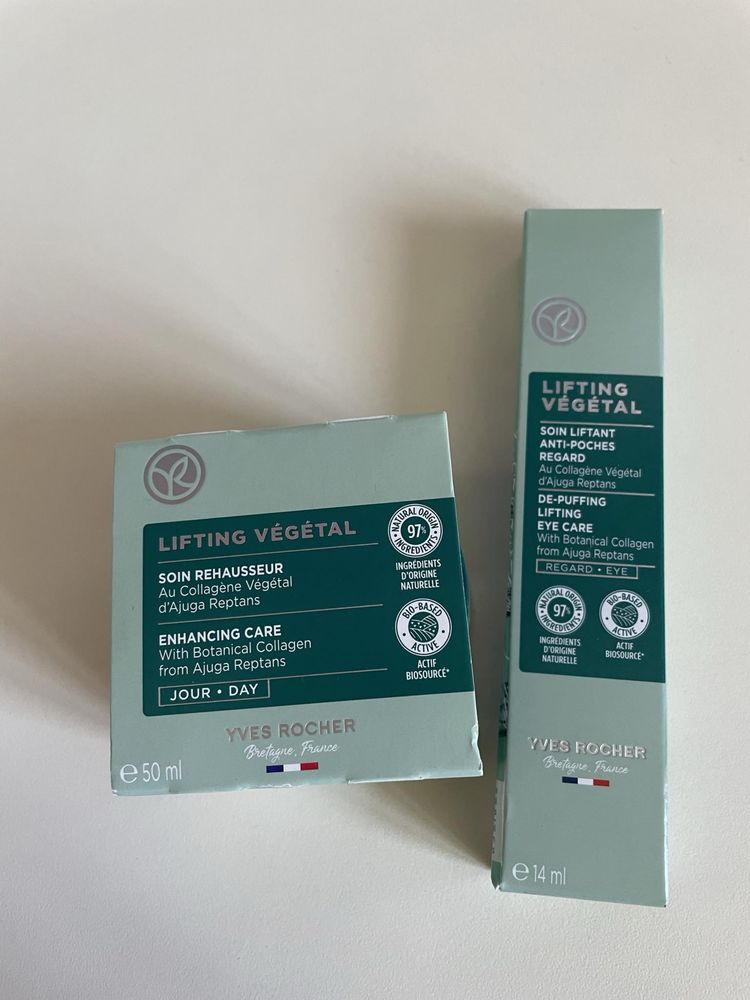 LIFTING VÉGÉTAL
SOIN REHAUSSEUR
Au Collagène Végétal
d'Ajuga Reptans
ENHANCING CARE
With Botanical Collagen
from Ajuga Reptans
JOUR • DAY
NATURAL ORIGIN
97%
INGREDIENTS
INGRÉDIENTS
D'ORIGINE
NATURELLE
BIO-BASED
ACTIVE
ACTIF
BIOSOURCÉ*
YVES ROCHER
Bretagne, France
e 50 ml
LIFTING
VÉGÉTAL
SOIN LIFTANT
ANTI-POCHES
REGARD
Au Collagène Végétal
d'Ajuga Reptans
DE-PUFFING
LIFTING
EYE CARE
With Botanical Collagen
from Ajuga Reptans
REGARD • EYE
NATURAL ORIGIN
97%
INGREDIENTS
INGRÉDIENTS
D'ORIGINE
NATURELLE
BIO-BASED
ACTIVE
ACTIF
BIOSOURCÉ*
YVES ROCHER
Bretagne, France
e 14 ml